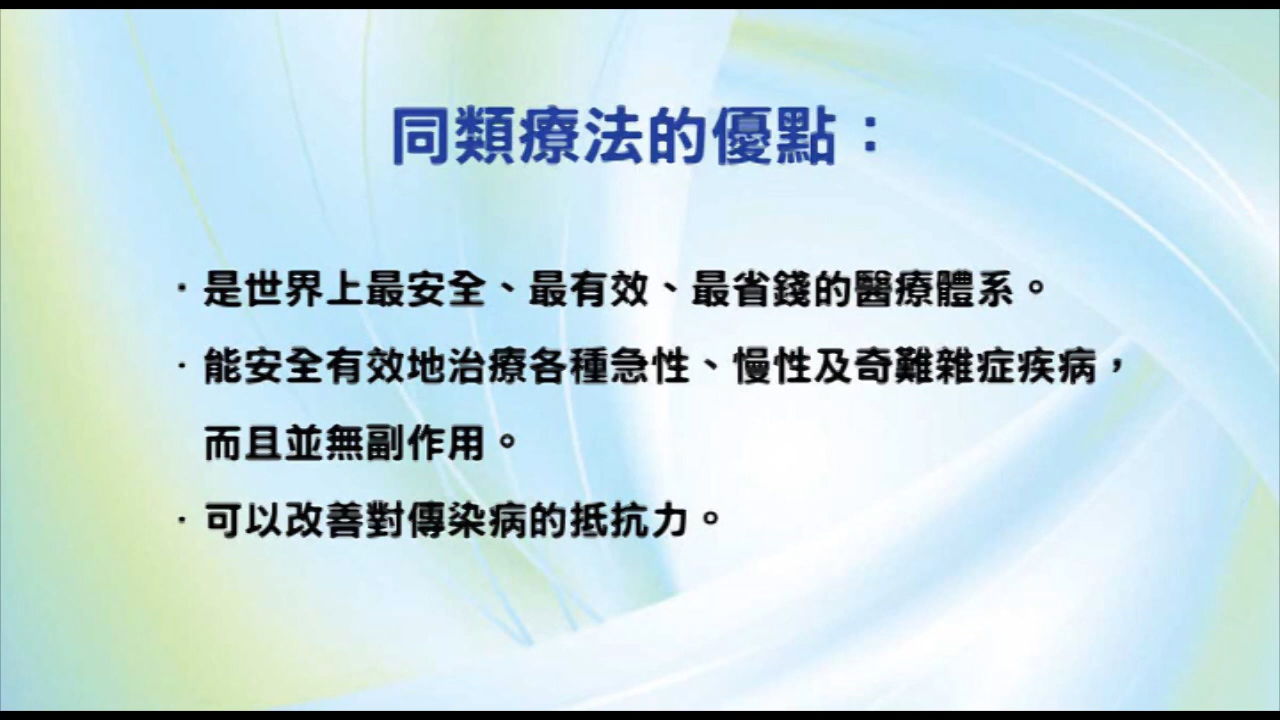 同類療法的優點：
·是世界上最安全、最有效、最省錢的醫療體系。
·能安全有效地治療各種急性、慢性及奇難雜症疾病，
而且並無副作用。
·可以改善對傳染病的抵抗力。